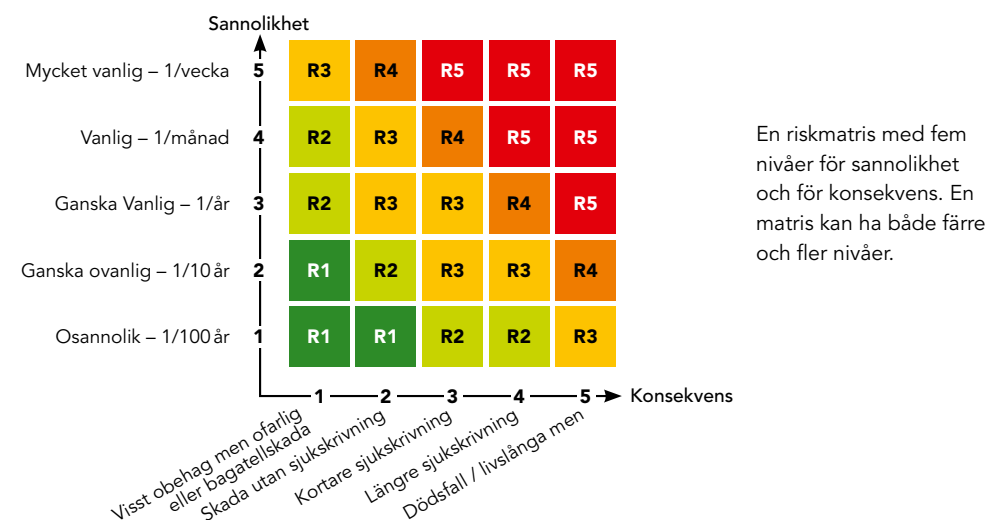 Sannolikhet
Mycket vanlig – 1/vecka 5 R3 R4 R5 R5 R5
Vanlig – 1/månad 4 R2 R3 R4 R5 R5
Ganska Vanlig – 1/år 3 R2 R3 R3 R4 R5
Ganska ovanlig – 1/10 år 2 R1 R2 R3 R3 R4
Osannolik – 1/100 år 1 R1 R1 R2 R2 R3
1 2 3 4 5 Konsekvens
Visst obehag men ofarlig
eller bagatellskada
Skada utan sjukskrivning
Kortare sjukskrivning
Längre sjukskrivning
Dödsfall / livslånga men
En riskmatris med fem
nivåer för sannolikhet
och för konsekvens. En
matris kan ha både färre
och fler nivåer.